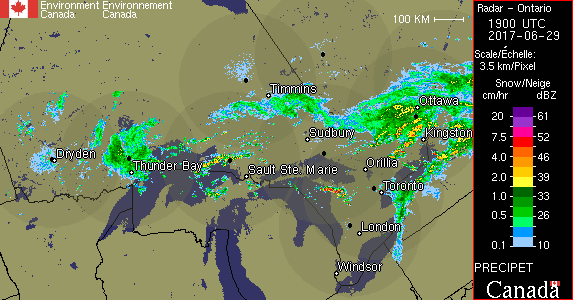 Environment Environnement
Canada Canada
100 KM
Timmins
Ottawa
Kingston
Sudbury
Dryden
Thunder Bay
Sault Ste. Marie
Orillia
Toronto
London
Windsor
Radar - Ontario
1900 UTC
2017-06-29
Scale/Échelle:
3.5 km/Pixel
Snow/Neige
cm/hr dBZ
20 61
7.5 57
5.0 52
4.0 46
2.0 39
1.0 33
0.5 26
0.1 10
PRECIPET
Canada